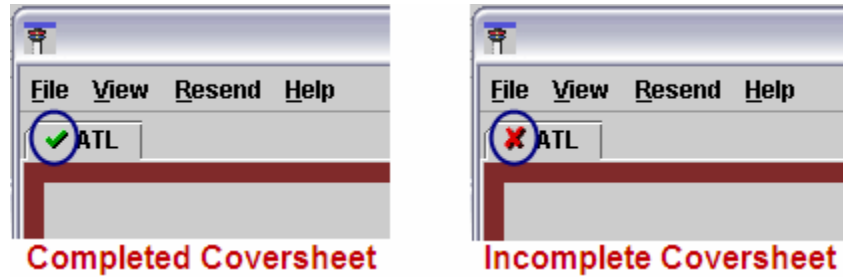 File View Resend Help
ATL
Completed Coversheet
File View Resend Help
ATL
Incomplete Coversheet